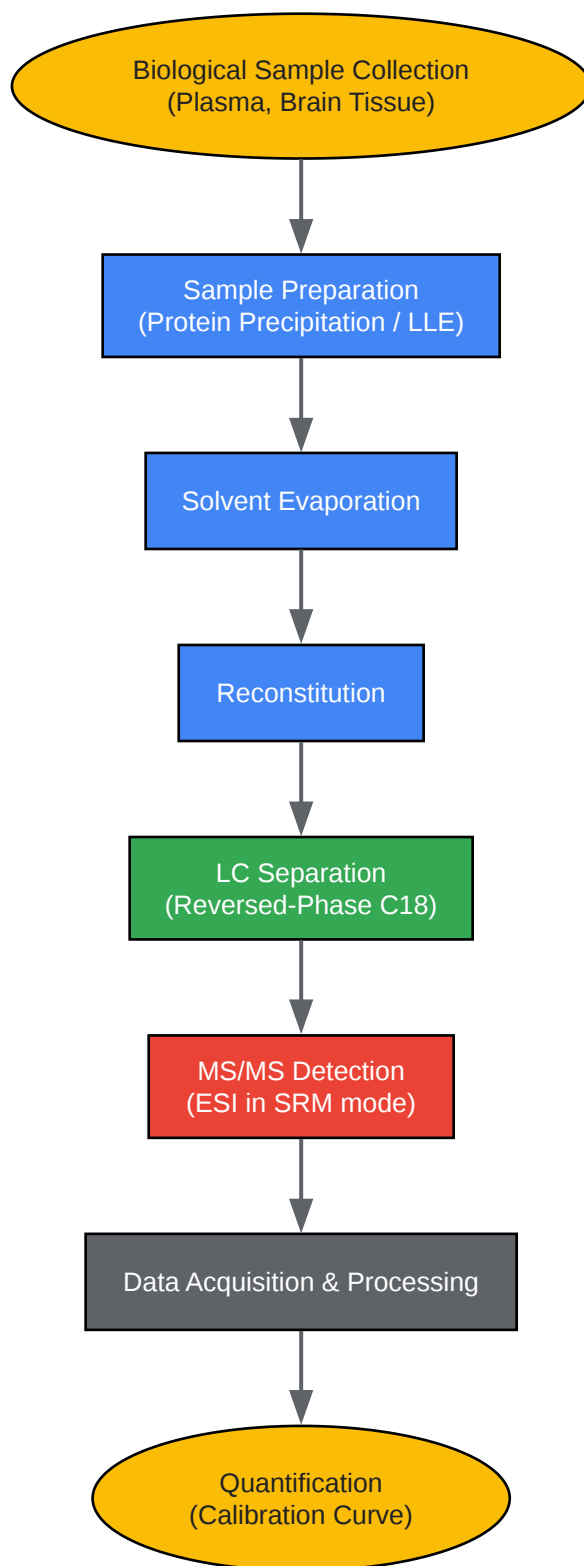 Biological Sample Collection
(Plasma, Brain Tissue)
Sample Preparation
(Protein Precipitation / LLE)
Solvent Evaporation
Reconstitution
LC Separation
(Reversed-Phase C18)
MS/MS Detection
(ESI in SRM mode)
Data Acquisition & Processing
Quantification
(Calibration Curve)